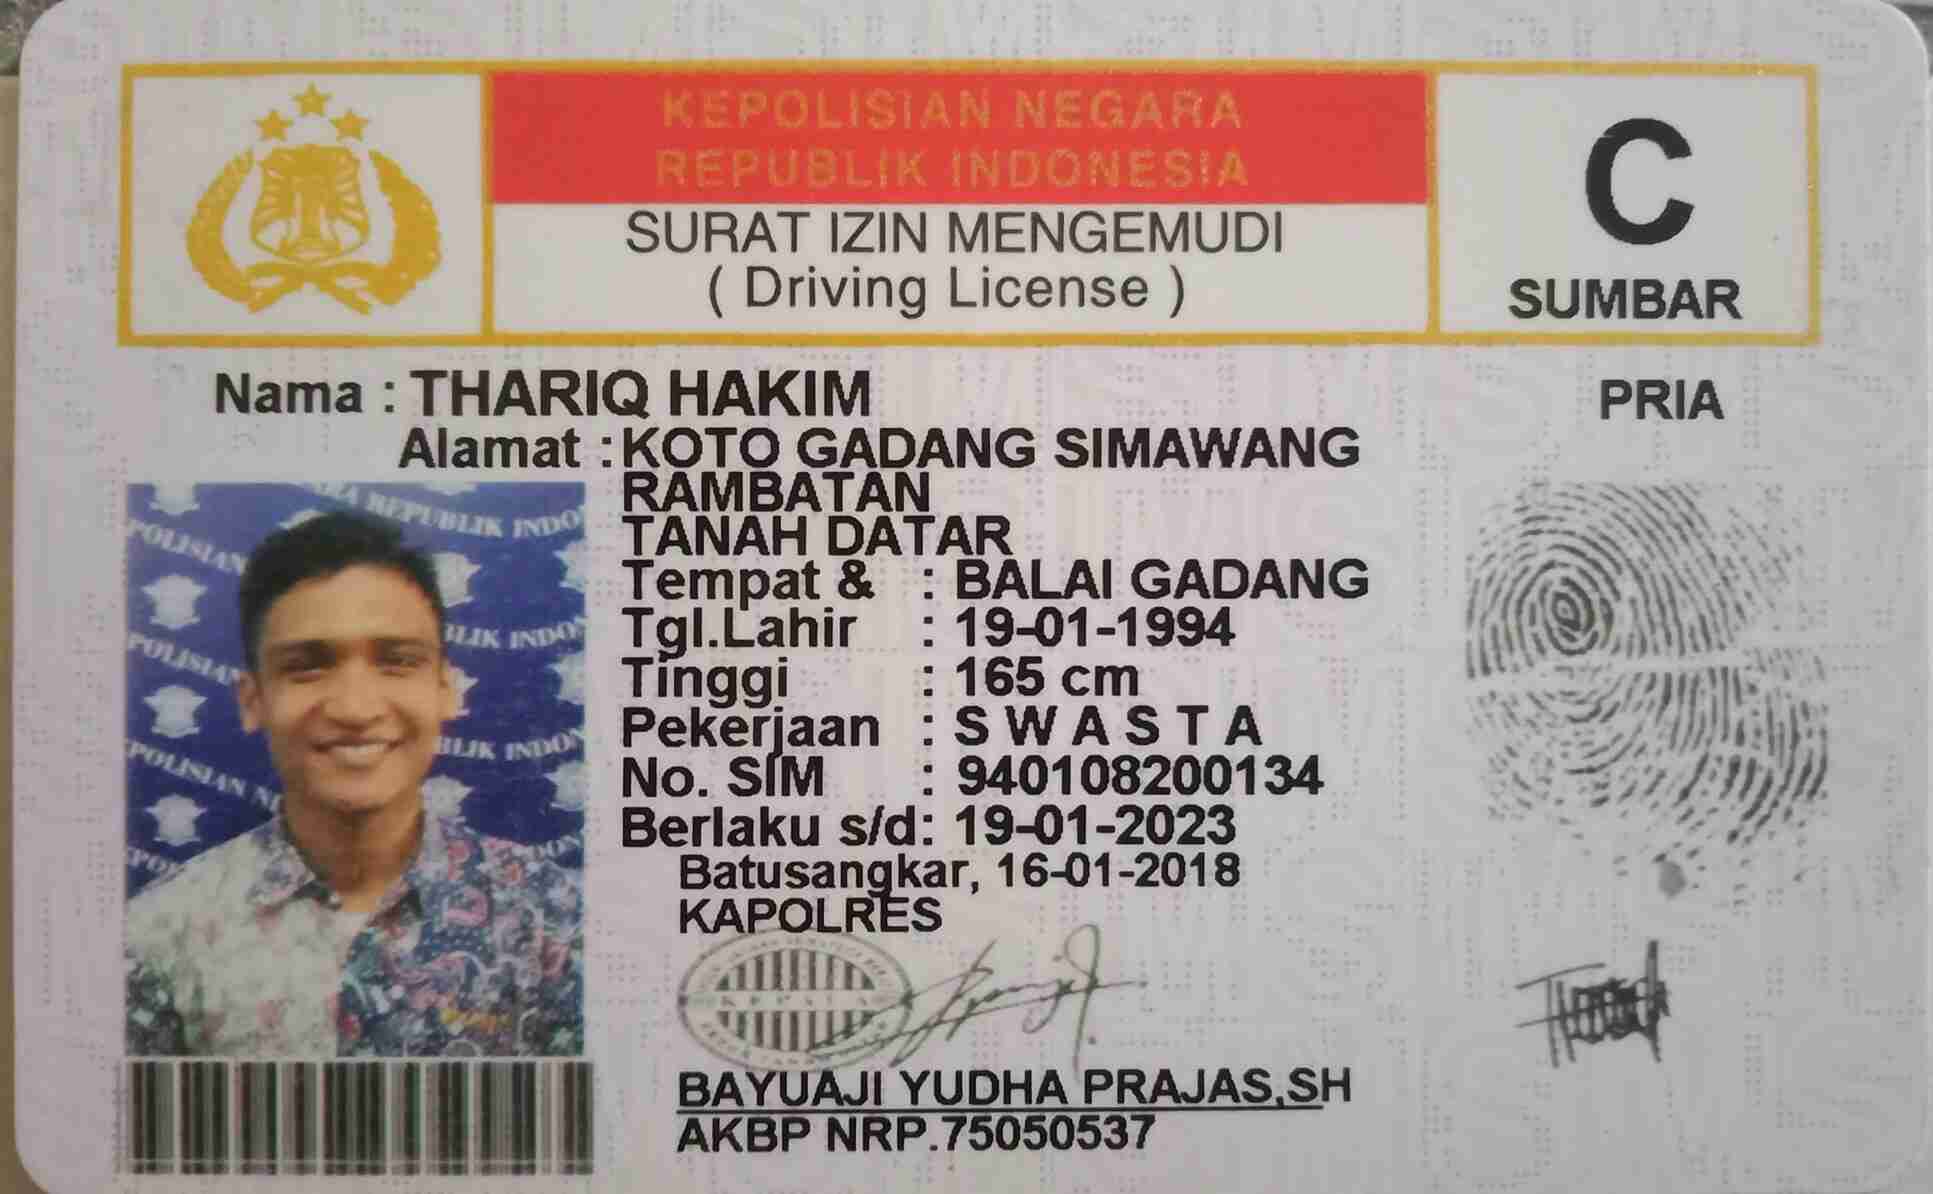 KEPOLISIAN NEGARA
REPUBLIK INDONESIA
SURAT IZIN MENGEMUDI
( Driving License )
C
SUMBAR
Nama : THARIQ HAKIM
PRIA
Alamat : KOTO GADANG SIMAWANG
RAMBATAN
TANAH DATAR
Tempat & : BALAI GADANG
Tgl.Lahir : 19-01-1994
Tinggi : 165 cm
Pekerjaan : S W A S T A
No. SIM : 940108200134
Berlaku s/d: 19-01-2023
Batusangkar, 16-01-2018
KAPOLRES
KEPALA
BAYUAJI YUDHA PRAJAS,SH
AKBP NRP.75050537